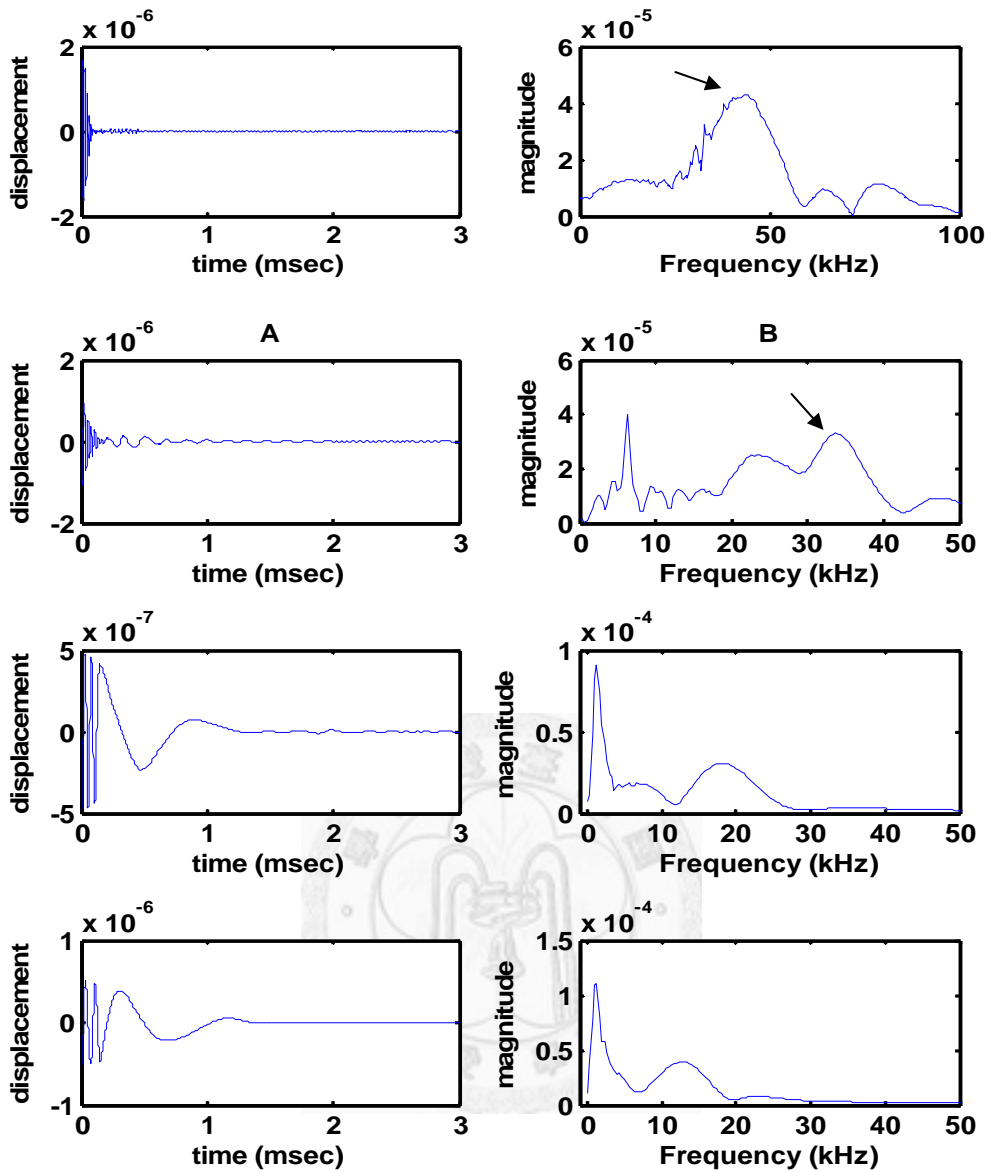 x 10^-6
2
0
-2
displacement
0 1 2 3
time (msec)
x 10^-5
6
4
2
0
magnitude
0 50 100
Frequency (kHz)
A
x 10^-6
2
0
-2
displacement
0 1 2 3
time (msec)
B
x 10^-5
6
4
2
0
magnitude
0 10 20 30 40 50
Frequency (kHz)
x 10^-7
5
0
-5
displacement
0 1 2 3
time (msec)
x 10^-4
1
0.5
0
magnitude
0 10 20 30 40 50
Frequency (kHz)
x 10^-6
1
0
-1
displacement
0 1 2 3
time (msec)
x 10^-4
1.5
1
0.5
0
magnitude
0 10 20 30 40 50
Frequency (kHz)